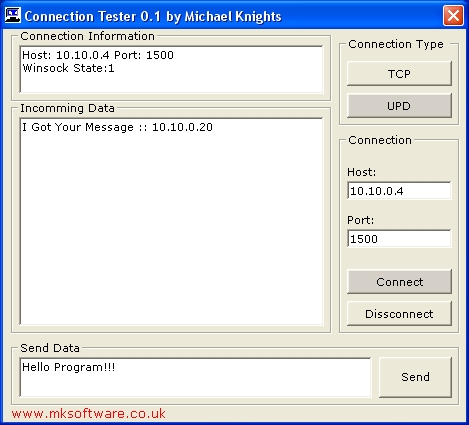 Connection Tester 0.1 by Michael Knights
Connection Information
Host: 10.10.0.4 Port: 1500
Winsock State:1
Connection Type
TCP
UPD
Incomming Data
I Got Your Message :: 10.10.0.20
Connection
Host:
10.10.0.4
Port:
1500
Connect
Dissconnect
Send Data
Hello Program!!!
Send
www.mksoftware.co.uk